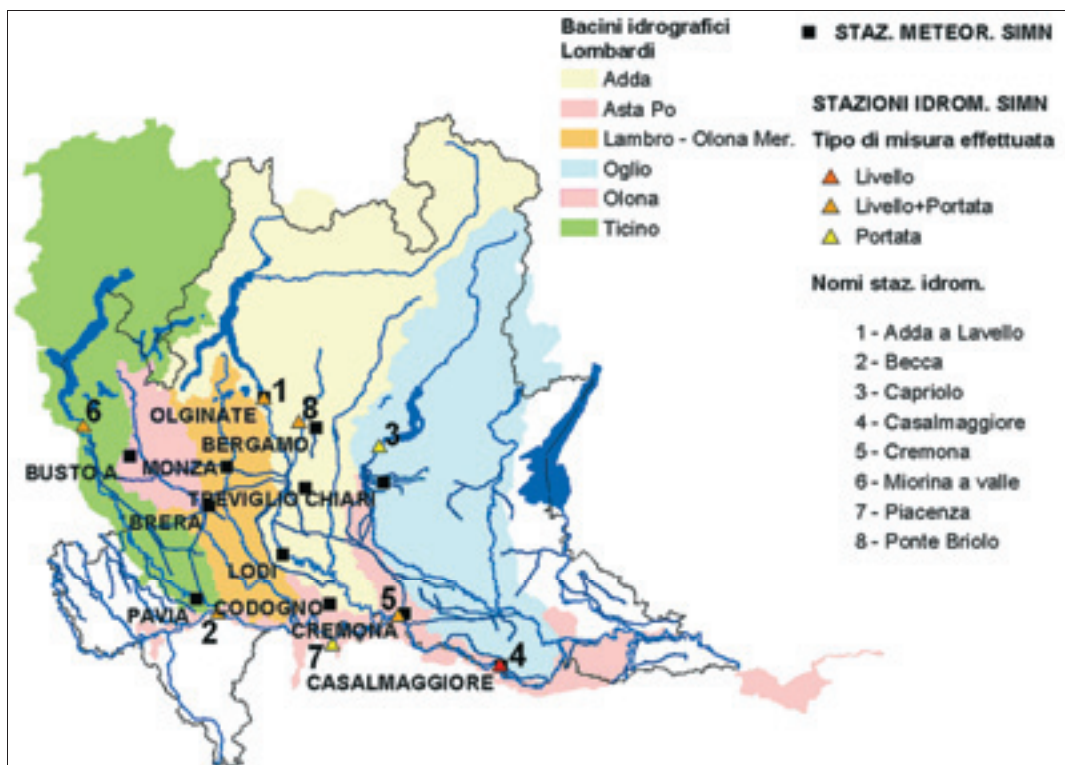 Bacini idrografici
Lombardi
Adda
Asta Po
Lambro - Olona Mer.
Oglio
Olona
Ticino
STAZ. METEOR. SIMN
STAZIONI IDROM. SIMN
Tipo di misura effettuata
Livello
Livello+Portata
Portata
Nomi staz. idrom.
1 - Adda a Lavello
2 - Becca
3 - Capriolo
4 - Casalmaggiore
5 - Cremona
6 - Miorina a valle
7 - Piacenza
8 - Ponte Briolo
1
6
OLGINATE
8
BERGAMO
3
BUSTO A.
MONZA
TREVIGLIO
CHIARI
BRERA
LODI
PAVIA
CODOGNO
5
2
CREMONA
7
4
CASALMAGGIORE